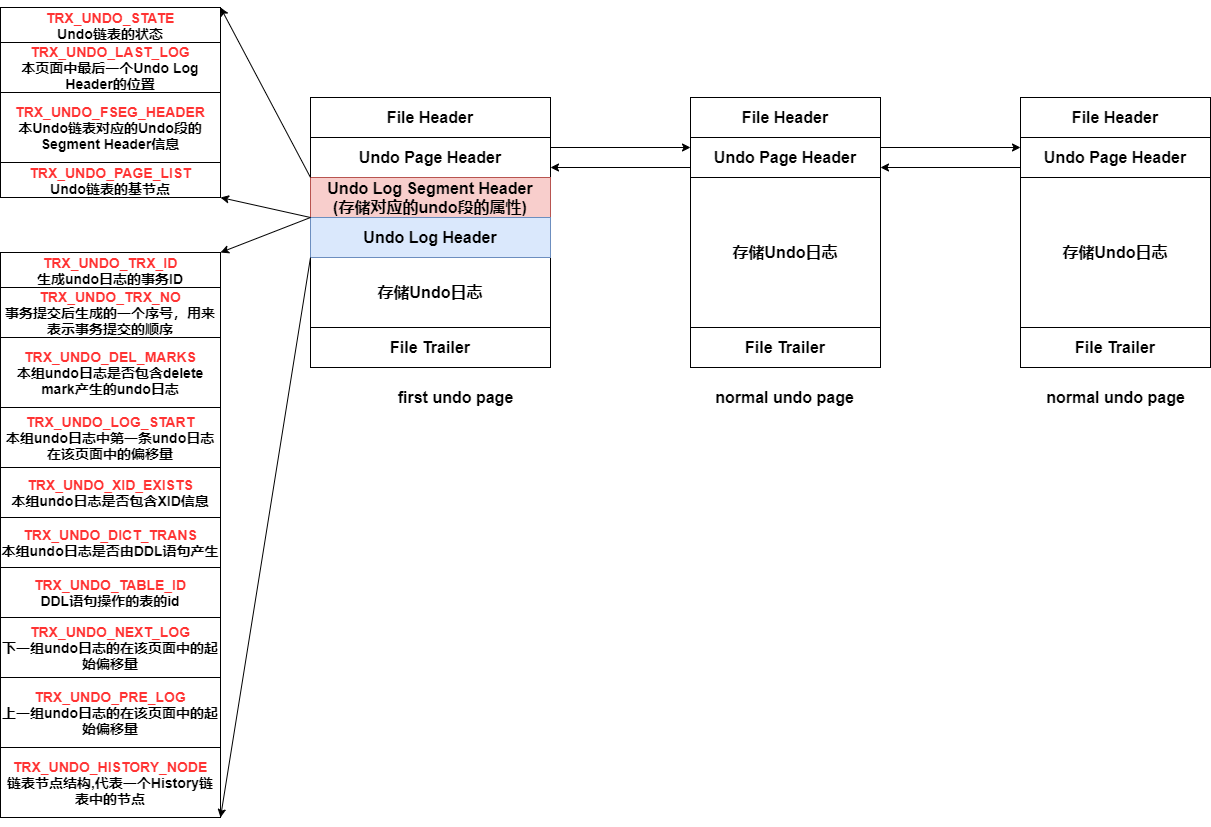 TRX_UNDO_STATE
Undo链表的状态
TRX_UNDO_LAST_LOG
本页面中最后一个Undo Log
Header的位置
TRX_UNDO_FSEG_HEADER
本Undo链表对应的Undo段的
Segment Header信息
TRX_UNDO_PAGE_LIST
Undo链表的基节点
TRX_UNDO_TRX_ID
生成undo日志的事务ID
TRX_UNDO_TRX_NO
事务提交后生成的一个序号，用来
表示事务提交的顺序
TRX_UNDO_DEL_MARKS
本组undo日志是否包含delete
mark产生的undo日志
TRX_UNDO_LOG_START
本组undo日志中第一条undo日志
在该页面中的偏移量
TRX_UNDO_XID_EXISTS
本组undo日志是否包含XID信息
TRX_UNDO_DICT_TRANS
本组undo日志是否由DDL语句产生
TRX_UNDO_TABLE_ID
DDL语句操作的表的id
TRX_UNDO_NEXT_LOG
下一组undo日志的在该页面中的起
始偏移量
TRX_UNDO_PRE_LOG
上一组undo日志的在该页面中的起
始偏移量
TRX_UNDO_HISTORY_NODE
链表节点结构,代表一个History链
表中的节点
File Header
Undo Page Header
Undo Log Segment Header
(存储对应的undo段的属性)
Undo Log Header
存储Undo日志
File Trailer
first undo page
File Header
Undo Page Header
存储Undo日志
File Trailer
normal undo page
File Header
Undo Page Header
存储Undo日志
File Trailer
normal undo page